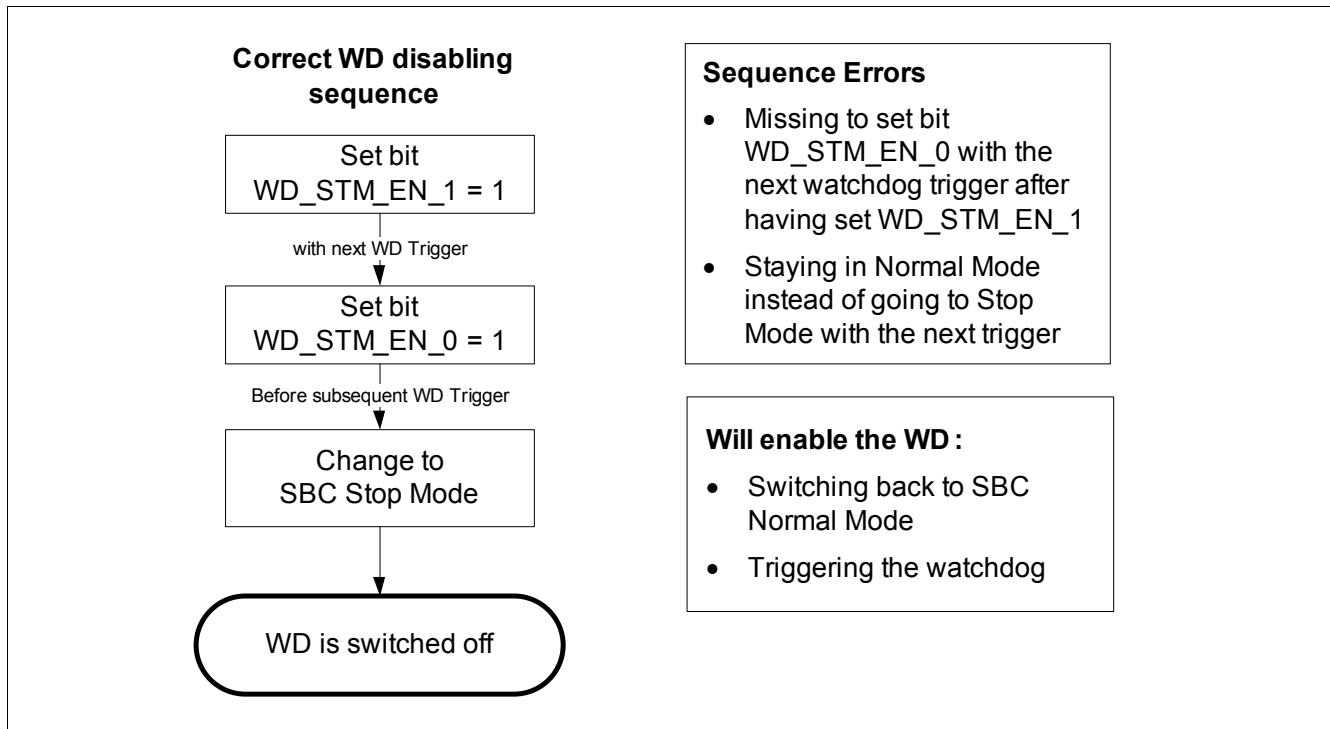 Correct WD disabling
sequence
Set bit
WD_STM_EN_1 = 1
with next WD Trigger
Set bit
WD_STM_EN_0 = 1
Before subsequent WD Trigger
Change to
SBC Stop Mode
WD is switched off
Sequence Errors
• Missing to set bit
WD_STM_EN_0 with the
next watchdog trigger after
having set WD_STM_EN_1
• Staying in Normal Mode
instead of going to Stop
Mode with the next trigger
Will enable the WD :
• Switching back to SBC
Normal Mode
• Triggering the watchdog